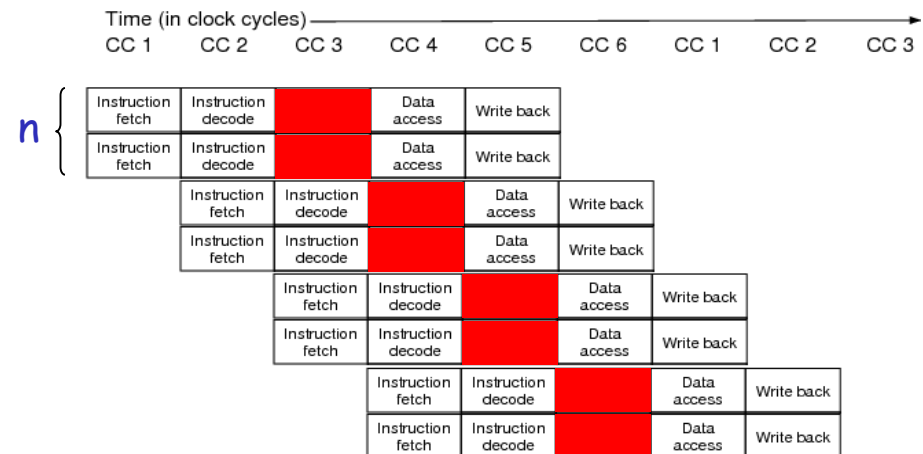 Time (in clock cycles)
CC 1 CC 2 CC 3 CC 4 CC 5 CC 6 CC 1 CC 2 CC 3
n
Instruction fetch Instruction decode Data access Write back
Instruction fetch Instruction decode Data access Write back
Instruction fetch Instruction decode Data access Write back
Instruction fetch Instruction decode Data access Write back
Instruction fetch Instruction decode Data access Write back
Instruction fetch Instruction decode Data access Write back
Instruction fetch Instruction decode Data access Write back
Instruction fetch Instruction decode Data access Write back